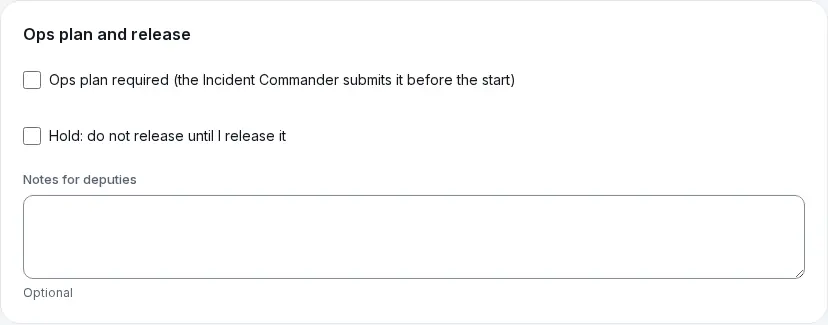 Ops plan and release
Ops plan required (the Incident Commander submits it before the start)
Hold: do not release until I release it
Notes for deputies
Optional